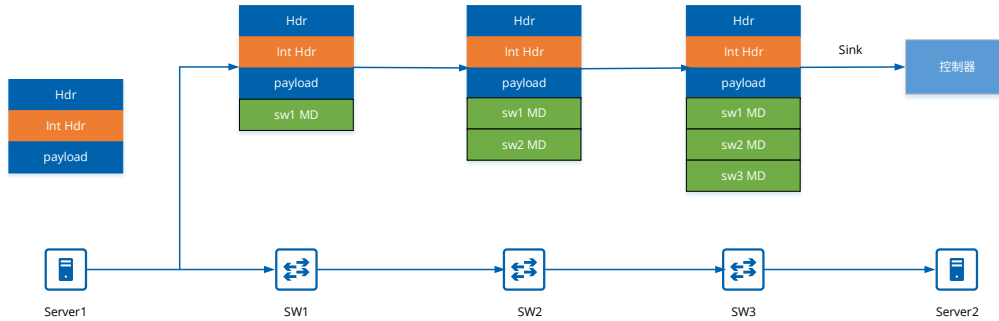 Hdr
Int Hdr
payload
Hdr
Int Hdr
payload
sw1 MD
Hdr
Int Hdr
payload
sw1 MD
sw2 MD
Hdr
Int Hdr
payload
sw1 MD
sw2 MD
sw3 MD
Sink
控制器
Server1
SW1
SW2
SW3
Server2